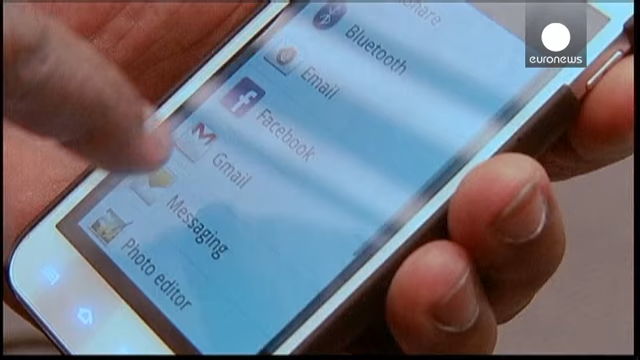 Bluetooth
Email
Facebook
Gmail
Messaging
Photo editor
euronews